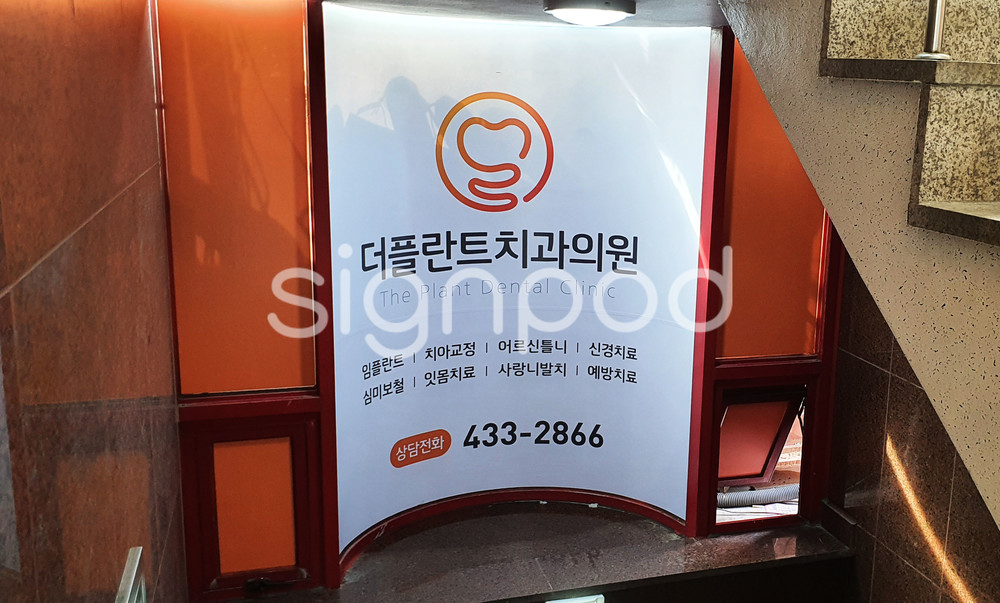 더플란트치과의원
The Plant Dental Clinic
signpod
임플란트 | 치아교정 | 어르신틀니 | 신경치료
심미보철 | 잇몸치료 | 사랑니발치 | 예방치료
상담전화 433-2866